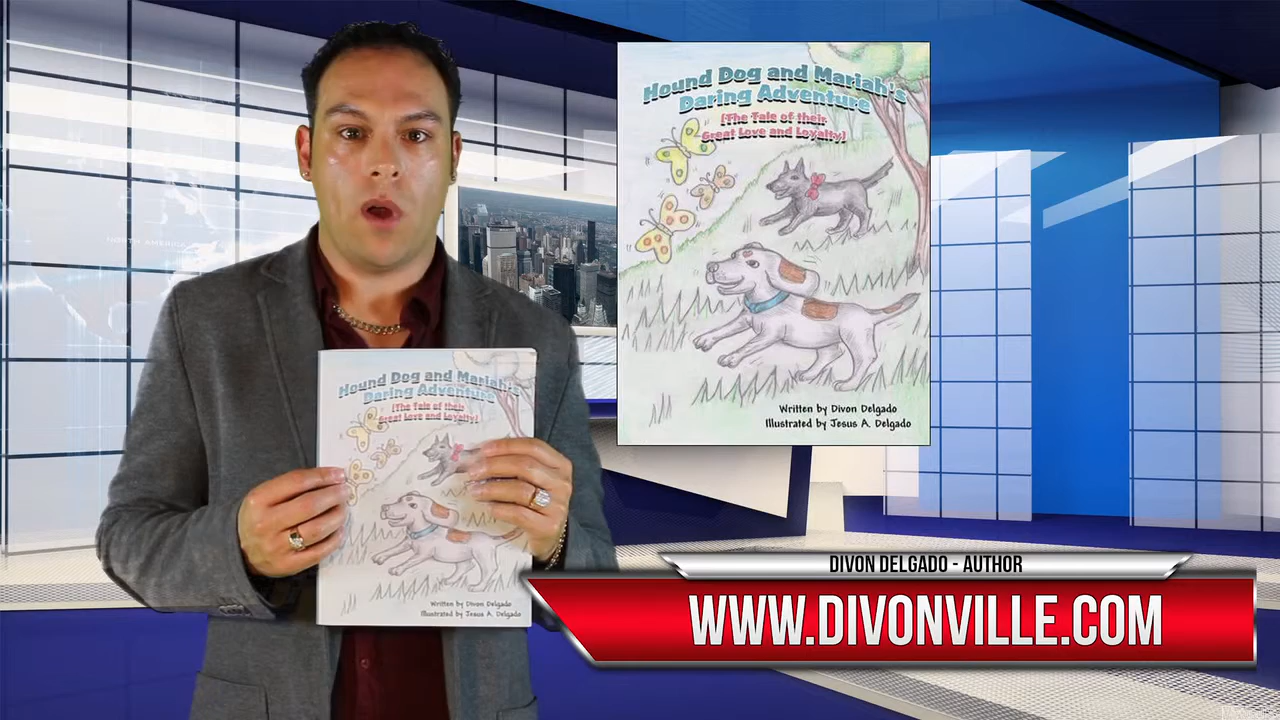 Hound Dog and Mariah's
Daring Adventure
(The Tale of their
Great Love and Loyalty)
Written by Divon Delgado
Illustrated by Jesus A. Delgado
NORTH AMERICA
Hound Dog and Mariah's
Daring Adventure
(The Tale of their
Great Love and Loyalty)
Written by Divon Delgado
Illustrated by Jesus A. Delgado
DIVON DELGADO - AUTHOR
WWW.DIVONVILLE.COM